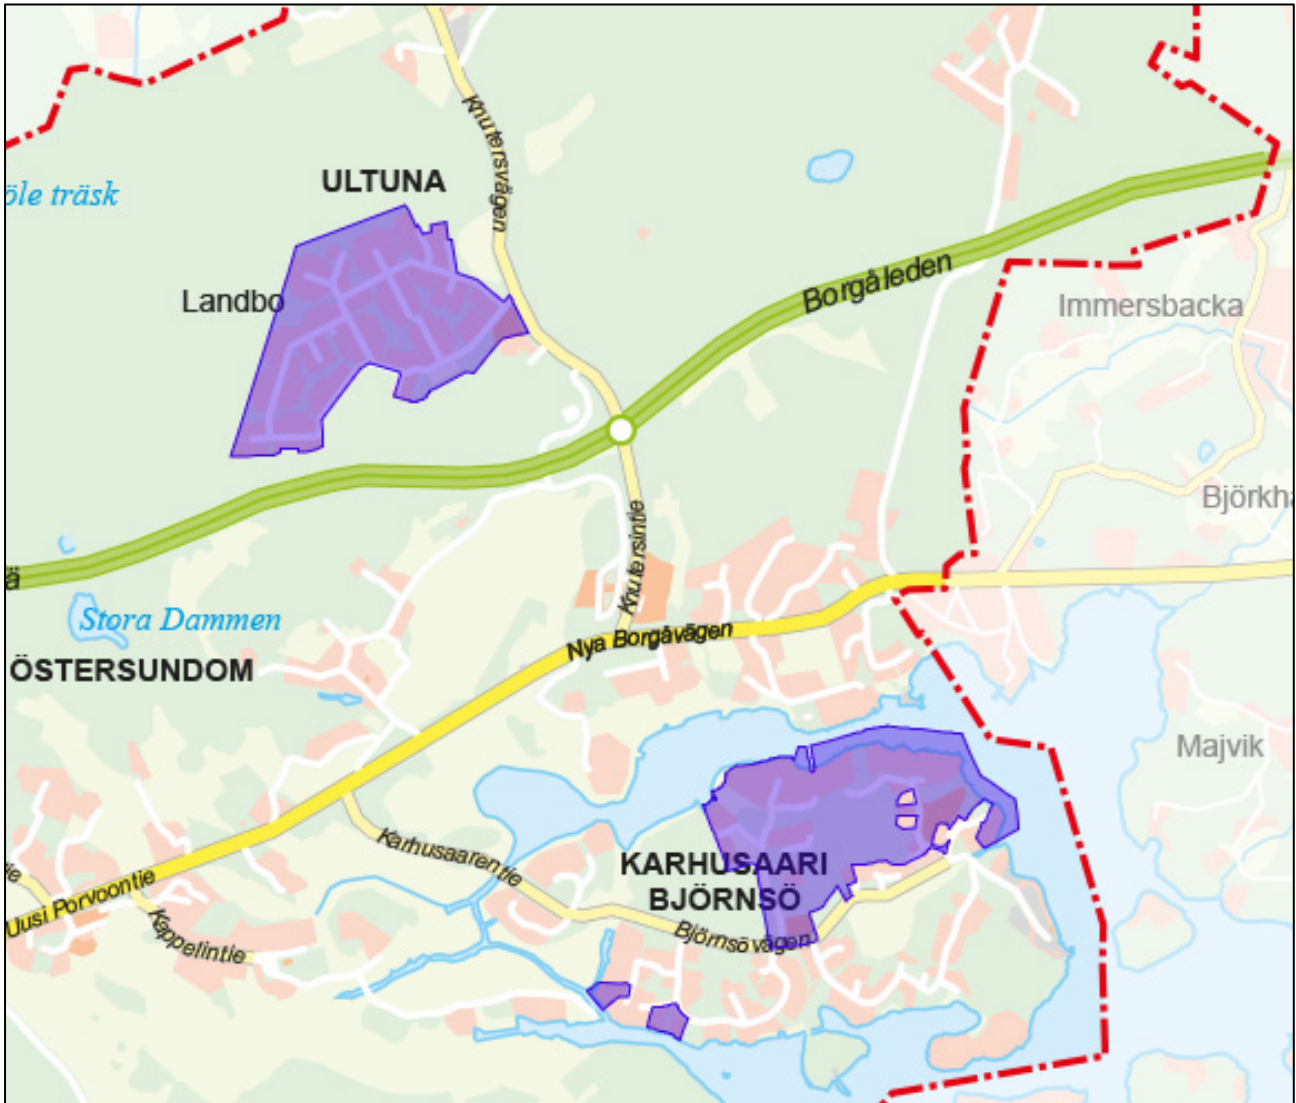 Knutersvägen
ULTUNA
öle träsk
Borgåleden
Landbo
Immersbacka
Björkha
Knutersintie
Stora Dammen
Nya Borgåvägen
ÖSTERSUNDOM
Majvik
Karhusaarentie
KARHUSAARI
BJÖRNSÖ
Uusi Porvoontie
Björnsövägen
Kappelintie